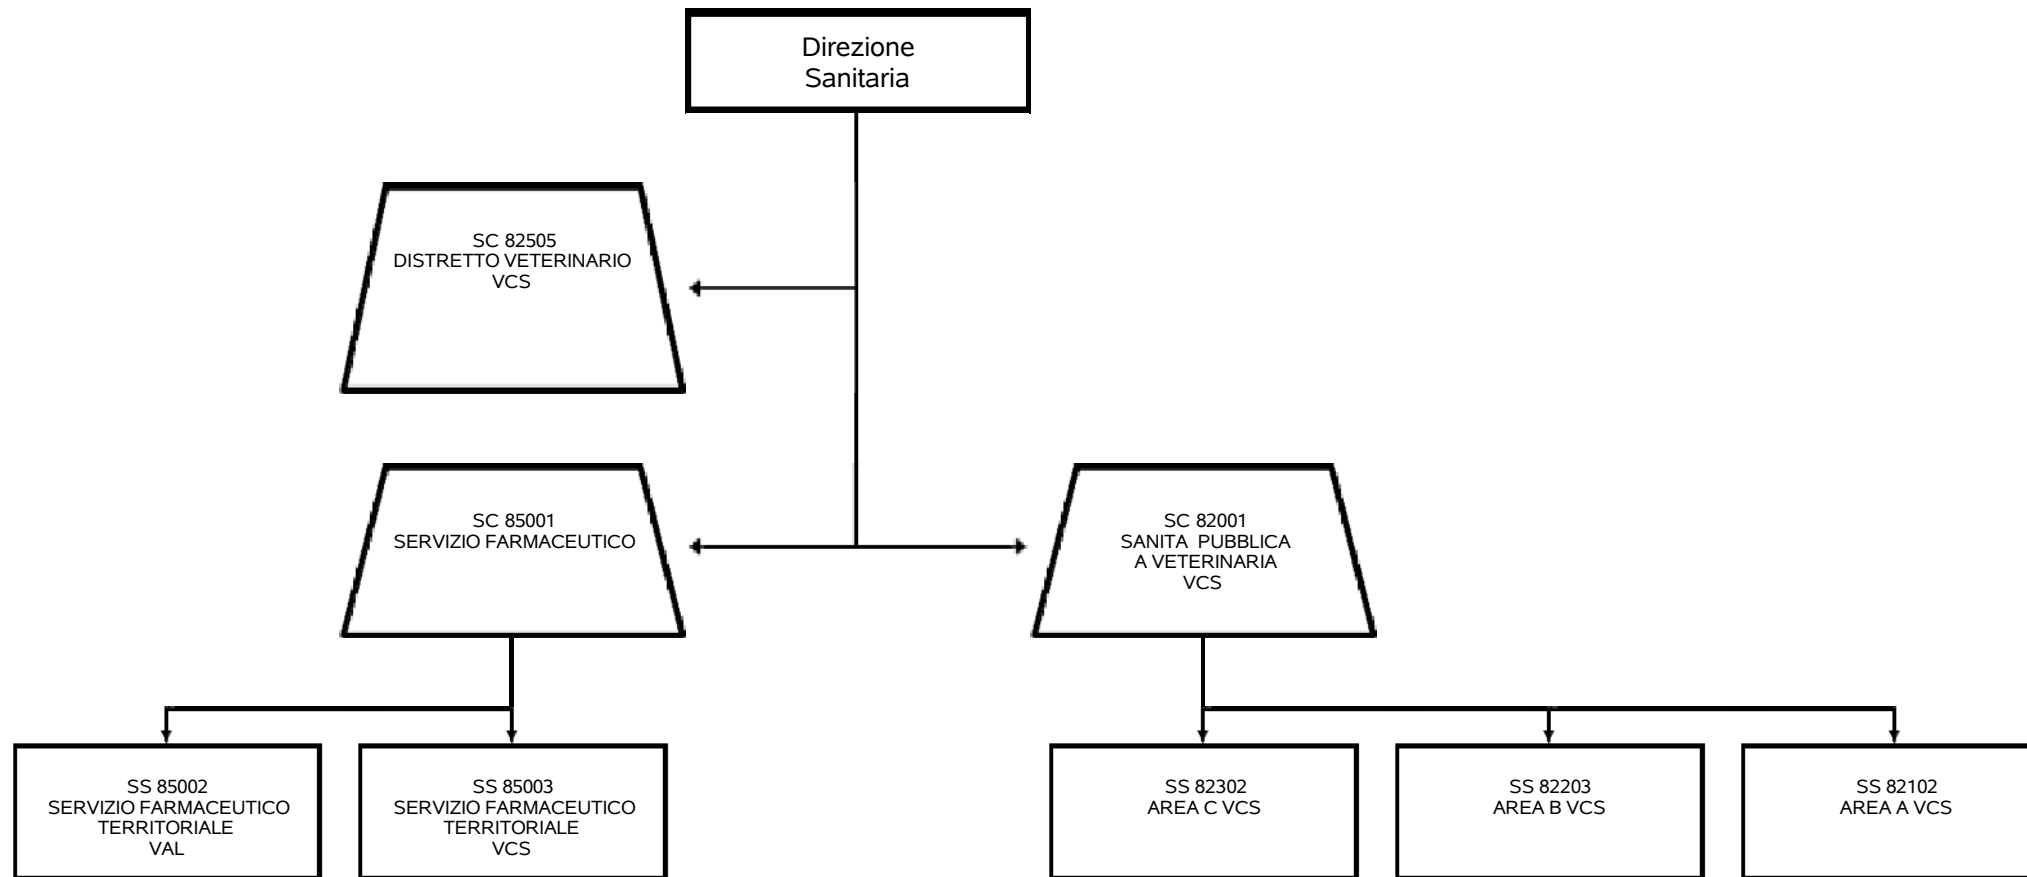 Direzione
Sanitaria
SC 82505
DISTRETTO VETERINARIO
VCS
SC 85001
SERVIZIO FARMACEUTICO
SC 82001
SANITA  PUBBLICA
A VETERINARIA
VCS
SS 85002
SERVIZIO FARMACEUTICO
TERRITORIALE
VAL
SS 85003
SERVIZIO FARMACEUTICO
TERRITORIALE
VCS
SS 82302
AREA C VCS
SS 82203
AREA B VCS
SS 82102
AREA A VCS